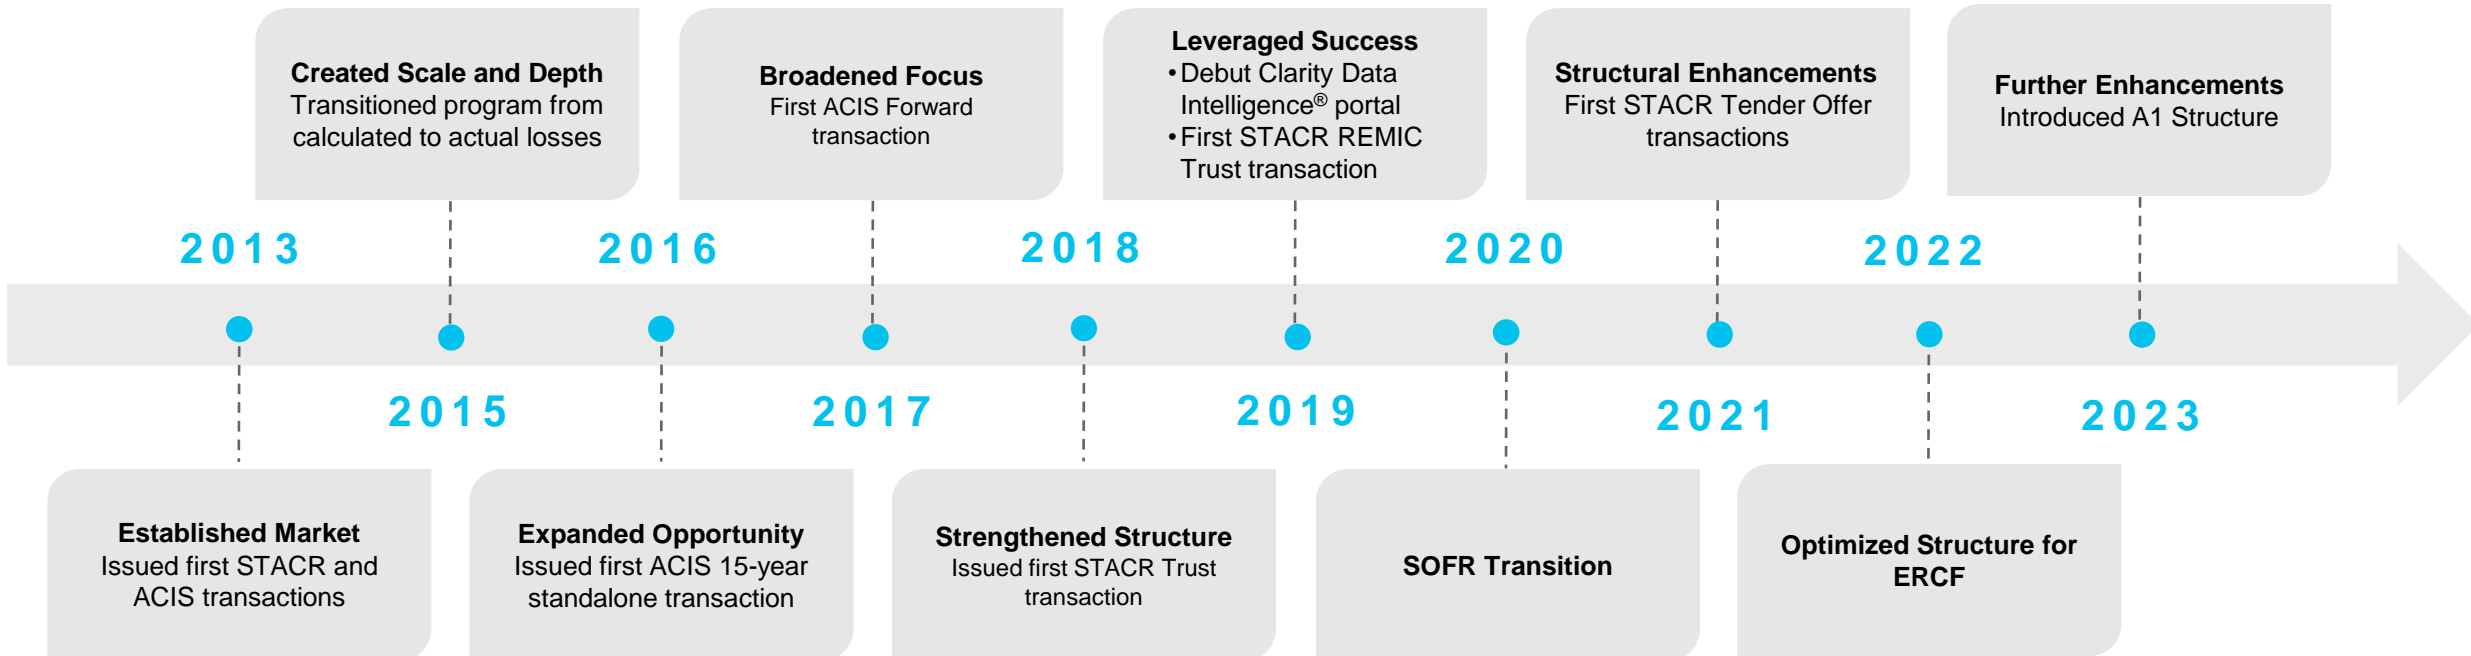 Created Scale and Depth
Transitioned program from
calculated to actual losses
Broadened Focus
First ACIS Forward
transaction
Leveraged Success
• Debut Clarity Data
Intelligence® portal
• First STACR REMIC
Trust transaction
Structural Enhancements
First STACR Tender Offer
transactions
Further Enhancements
Introduced A1 Structure
2013
2016
2018
2020
2022
2015
2017
2019
2021
2023
Established Market
Issued first STACR and
ACIS transactions
Expanded Opportunity
Issued first ACIS 15-year
standalone transaction
Strengthened Structure
Issued first STACR Trust
transaction
SOFR Transition
Optimized Structure for
ERCF